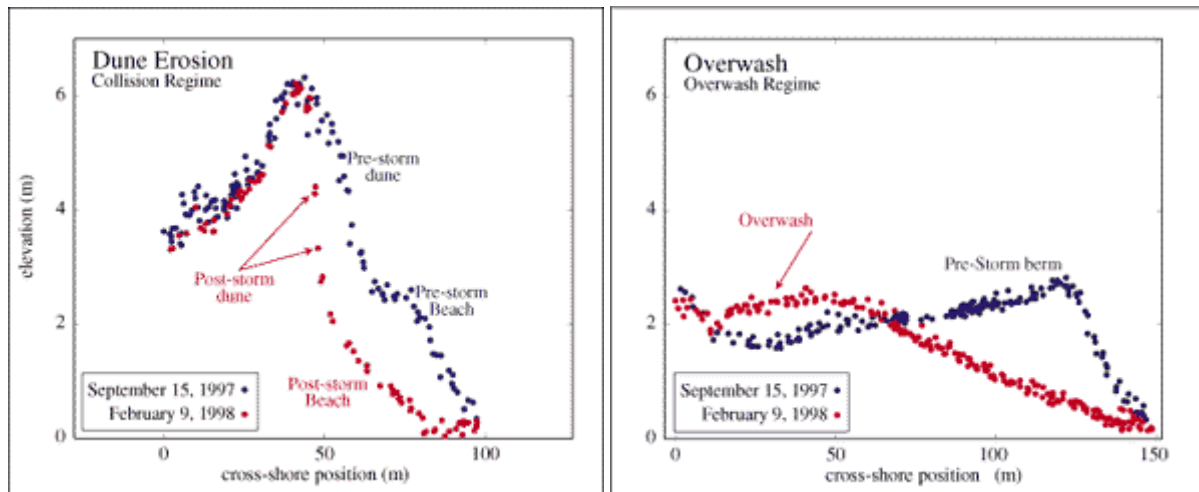 Dune Erosion
Collision Regime
6
4
2
0
elevation (m)
Pre-storm
dune
Post-storm
dune
Pre-storm
Beach
Post-storm
Beach
September 15, 1997
February 9, 1998
0
50
100
cross-shore position (m)
Overwash
Overwash Regime
6
4
2
0
Overwash
Pre-Storm berm
September 15, 1997
February 9, 1998
0
50
100
150
cross-shore position (m)